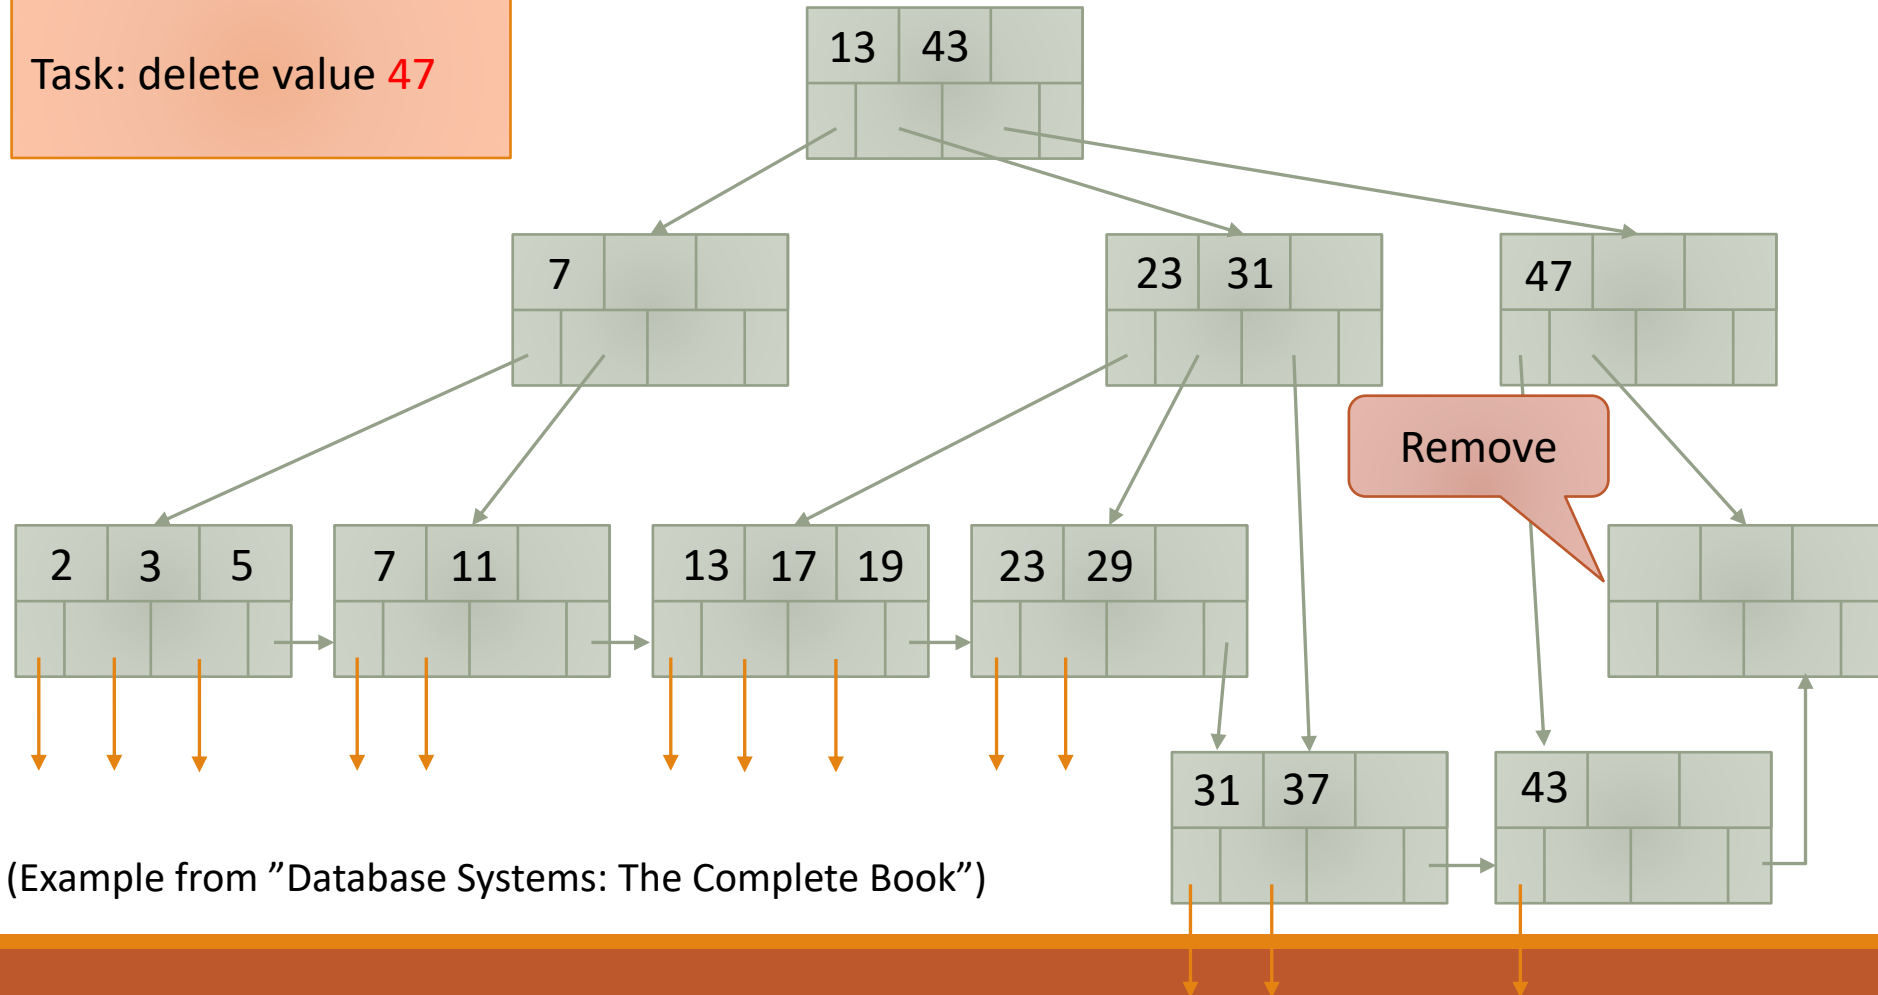 Task: delete value 47
13 43
7
23 31
47
Remove
2 3 5
7 11
13 17 19
23 29
31 37
43
(Example from ”Database Systems: The Complete Book”)